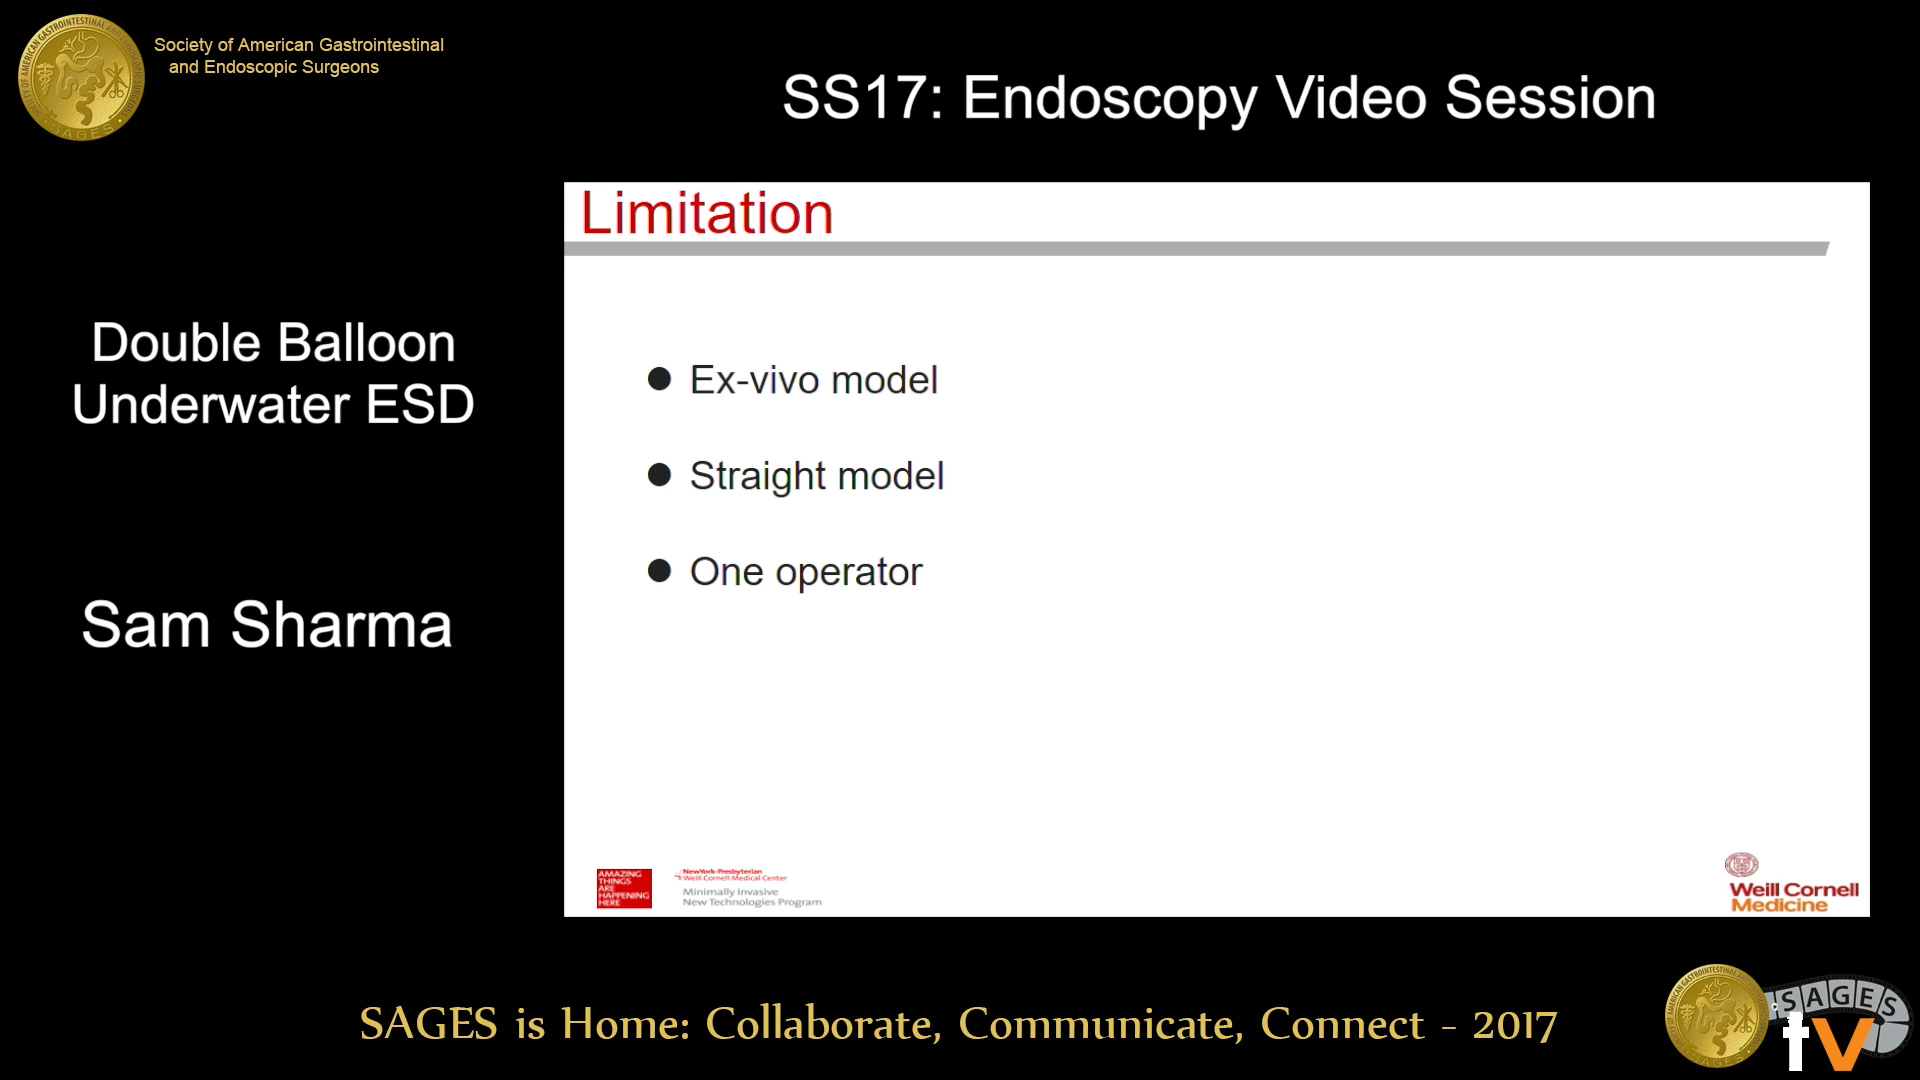 Society of American Gastrointestinal
and Endoscopic Surgeons
SAGES
SS17: Endoscopy Video Session
Double Balloon
Underwater ESD
Sam Sharma
Limitation
● Ex-vivo model
● Straight model
● One operator
AMAZING
THINGS
ARE
HAPPENING
HERE
NewYork-Presbyterian
Weill Cornell Medical Center
Minimally Invasive
New Technologies Program
Weill Cornell
Medicine
SAGES is Home: Collaborate, Communicate, Connect - 2017
SAGES
tv